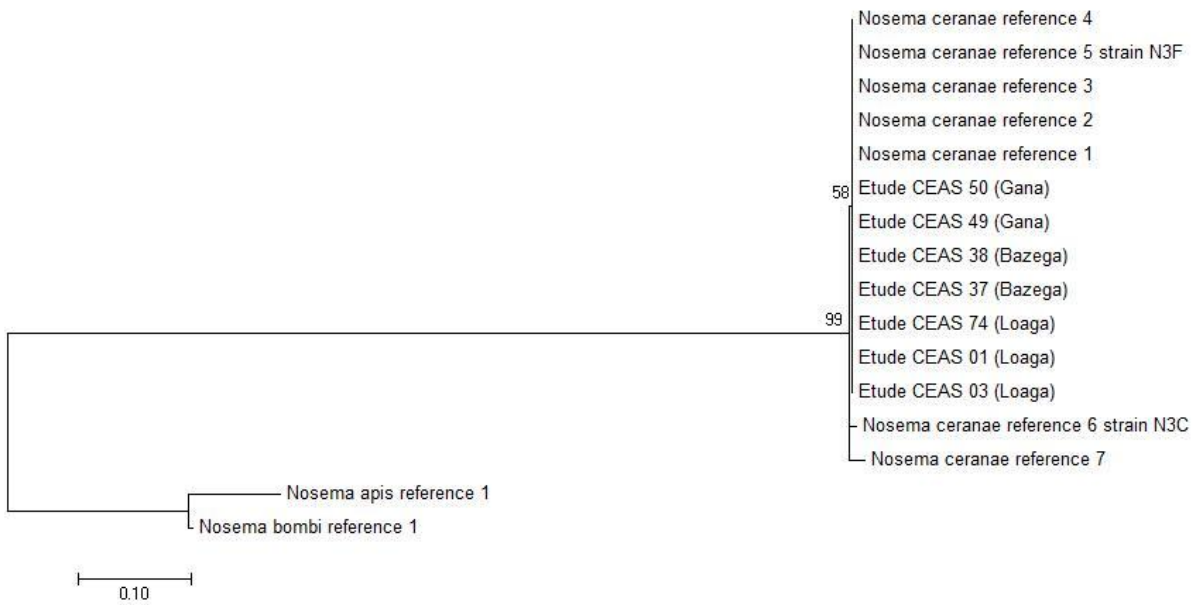 Nosema ceranae reference 4
Nosema ceranae reference 5 strain N3F
Nosema ceranae reference 3
Nosema ceranae reference 2
Nosema ceranae reference 1
58
Etude CEAS 50 (Gana)
Etude CEAS 49 (Gana)
Etude CEAS 38 (Bazega)
Etude CEAS 37 (Bazega)
99
Etude CEAS 74 (Loaga)
Etude CEAS 01 (Loaga)
Etude CEAS 03 (Loaga)
Nosema ceranae reference 6 strain N3C
Nosema ceranae reference 7
Nosema apis reference 1
Nosema bombi reference 1
0.10